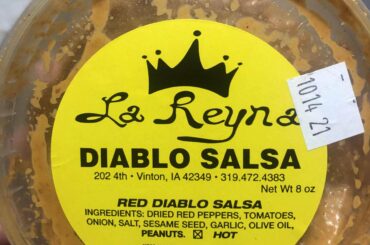 La Reyna
1014 21
DIABLO SALSA
202 4th • Vinton, IA 42349 • 319.472.4383
Net Wt 8 oz
RED DIABLO SALSA
INGREDIENTS: DRIED RED PEPPERS, TOMATOES,
ONION, SALT, SESAME SEED, GARLIC, OLIVE OIL,
PEANUTS. ☒ HOT